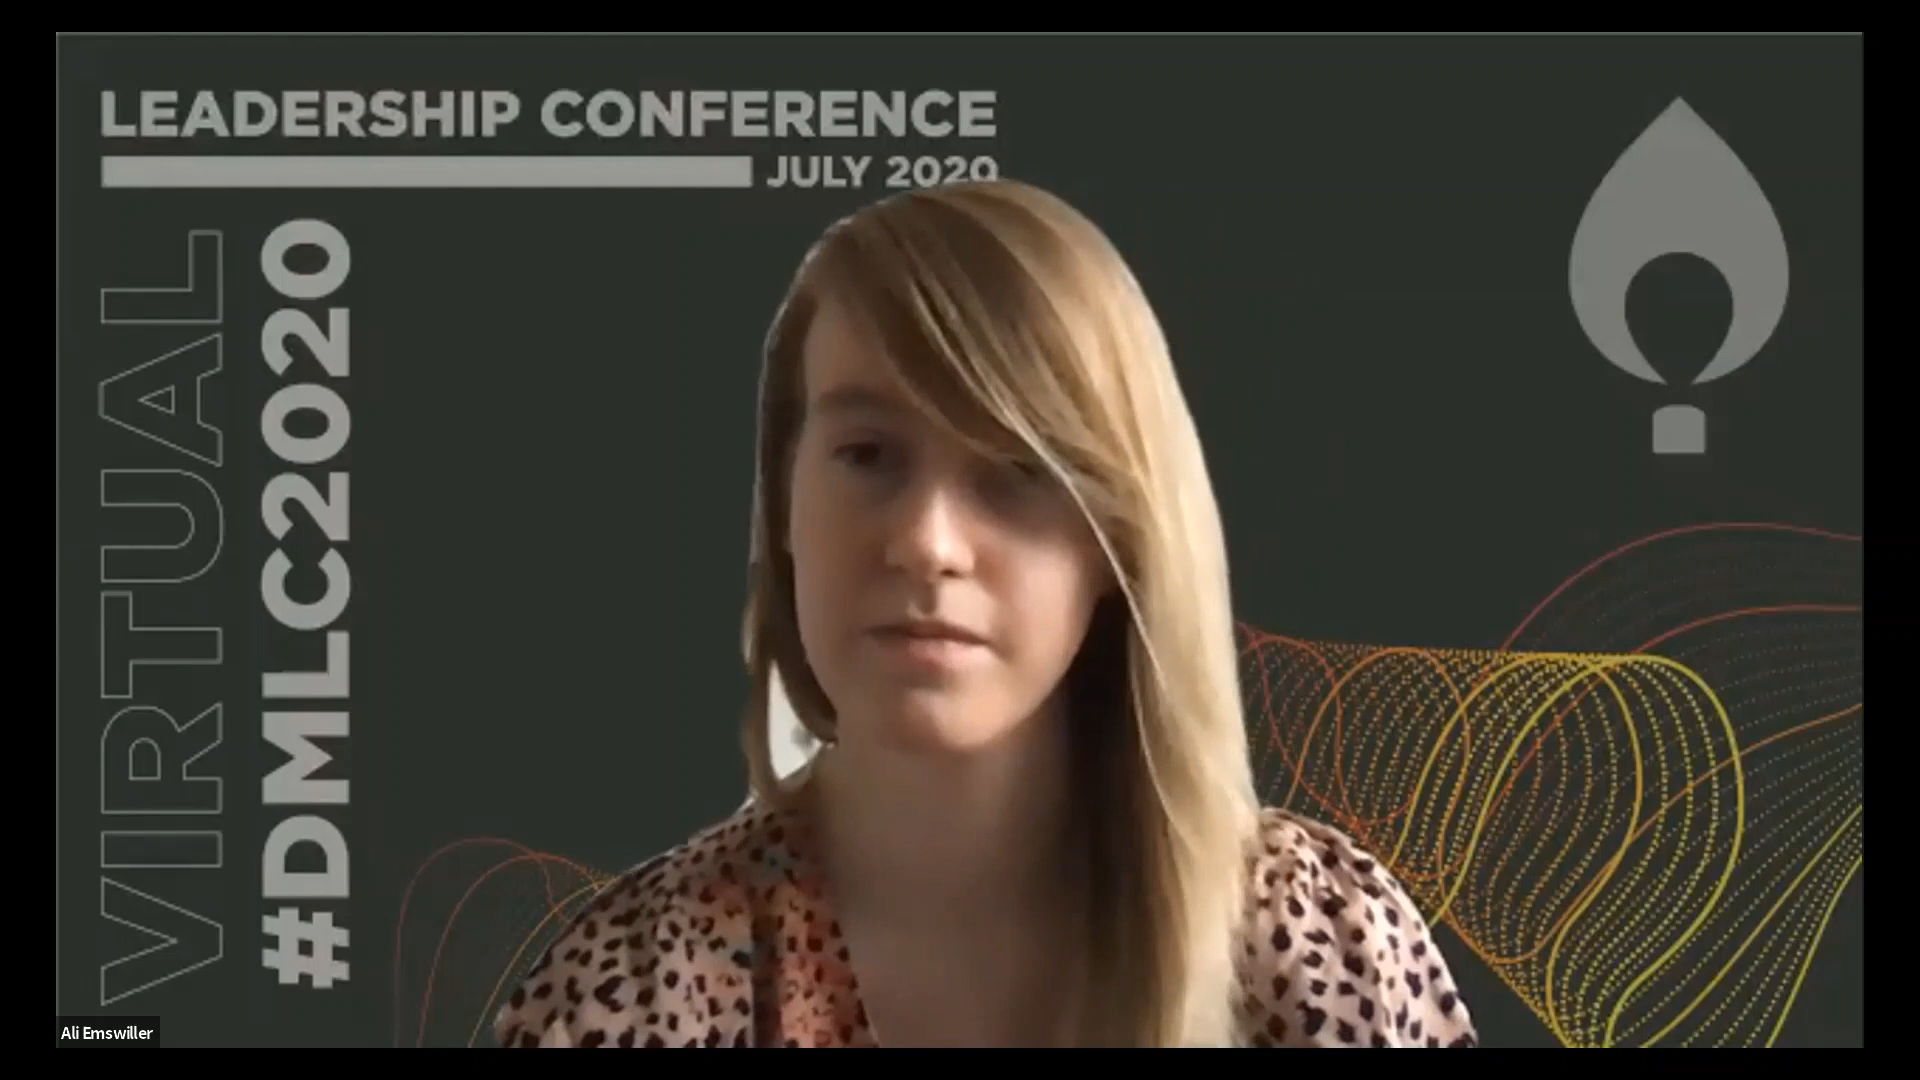 LEADERSHIP CONFERENCE
JULY 2020
VIRTUAL
#DMLC2020
Ali Emswiller